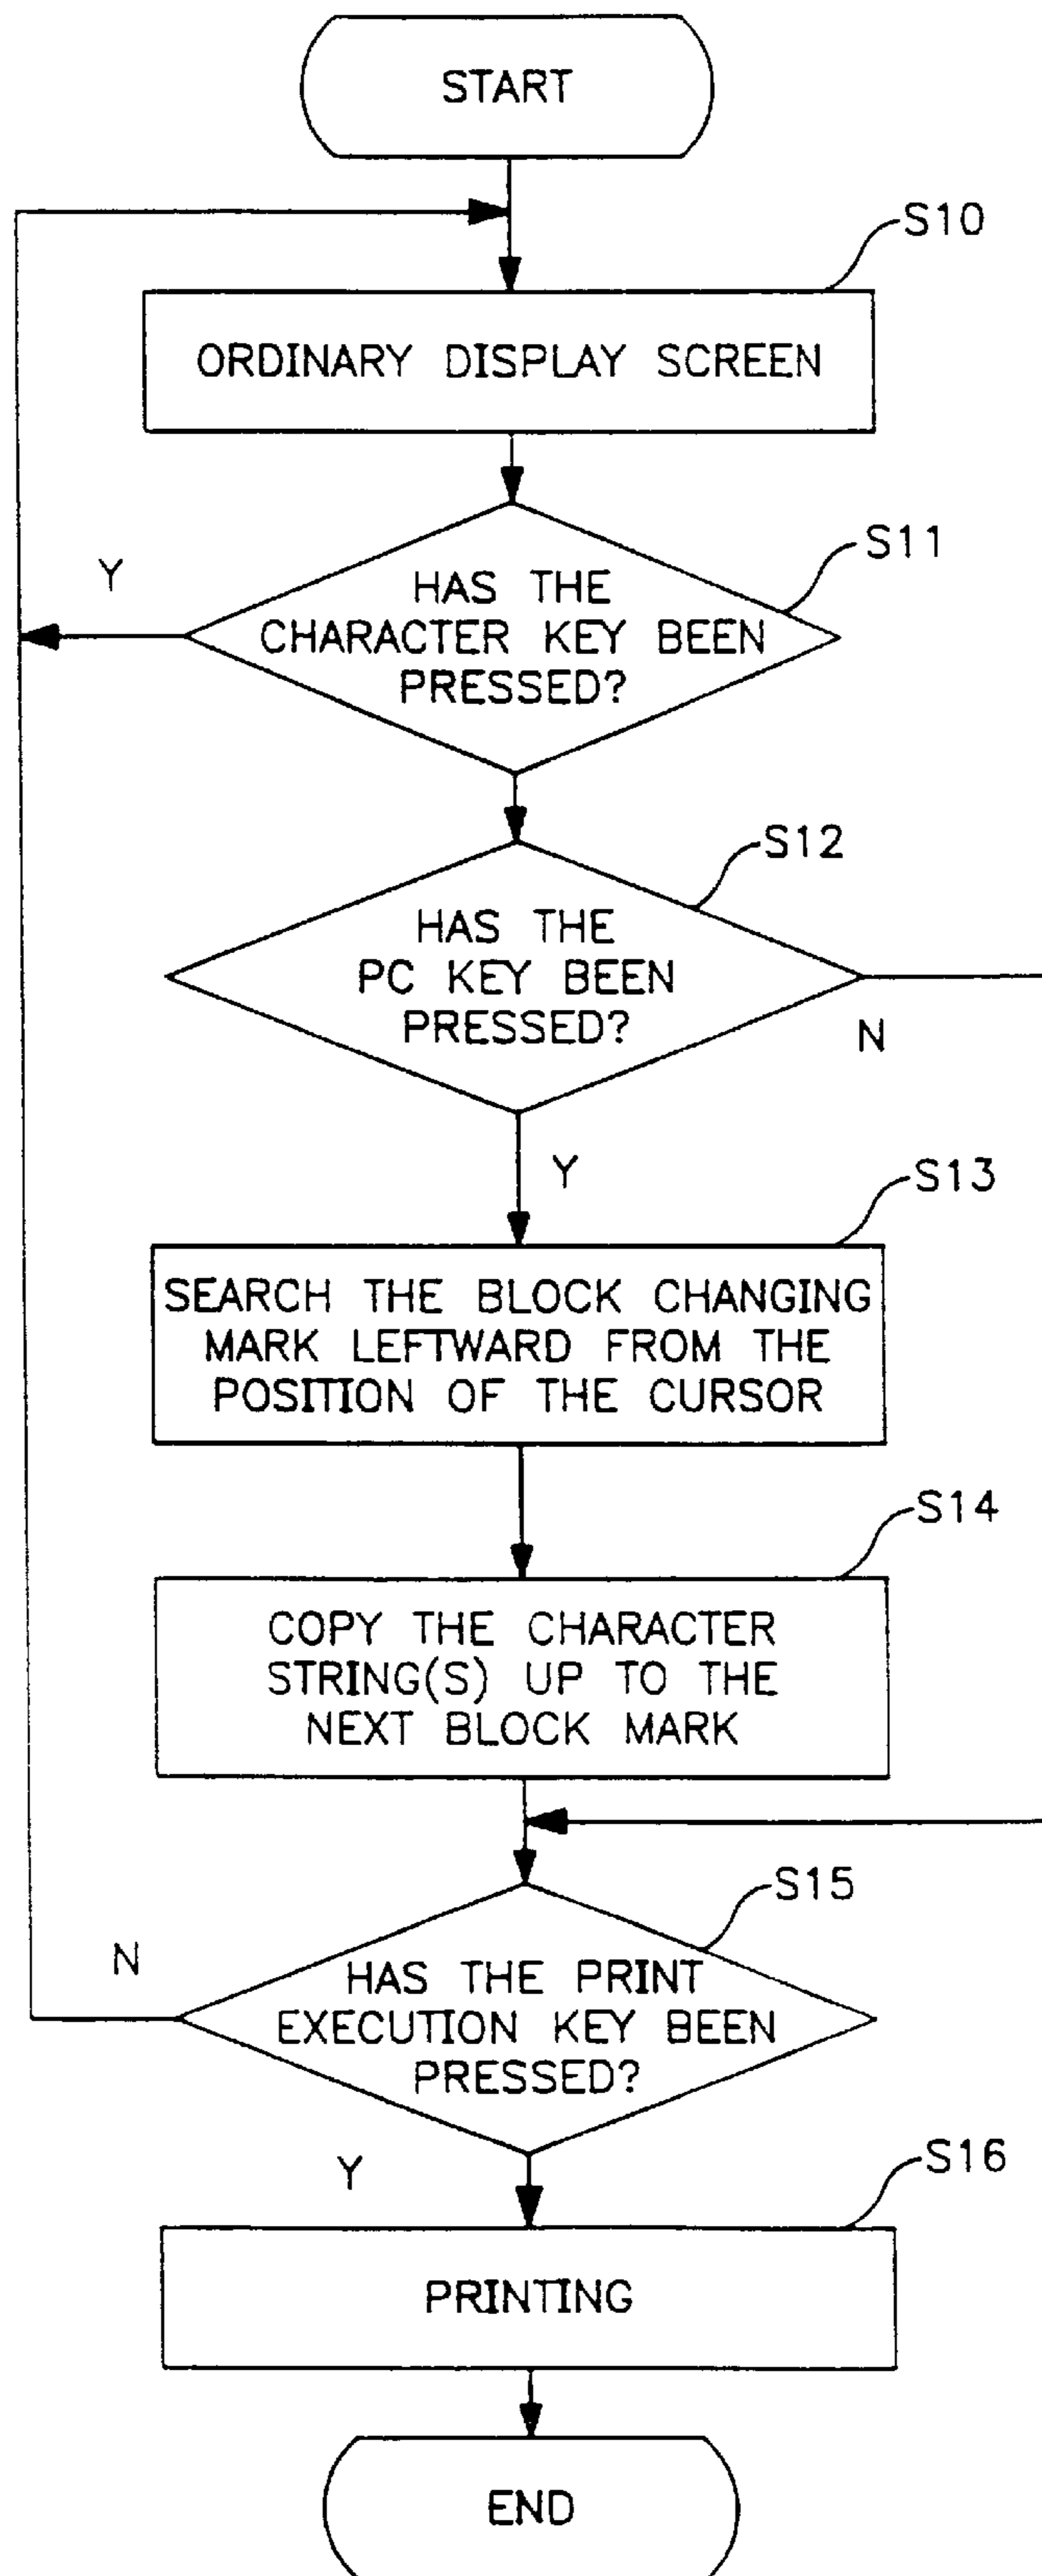 START
S10
ORDINARY DISPLAY SCREEN
S11
Y
HAS THE
CHARACTER KEY BEEN
PRESSED?
S12
HAS THE
PC KEY BEEN
PRESSED?
N
Y
S13
SEARCH THE BLOCK CHANGING
MARK LEFTWARD FROM THE
POSITION OF THE CURSOR
S14
COPY THE CHARACTER
STRING(S) UP TO THE
NEXT BLOCK MARK
S15
N
HAS THE PRINT
EXECUTION KEY BEEN
PRESSED?
Y
S16
PRINTING
END